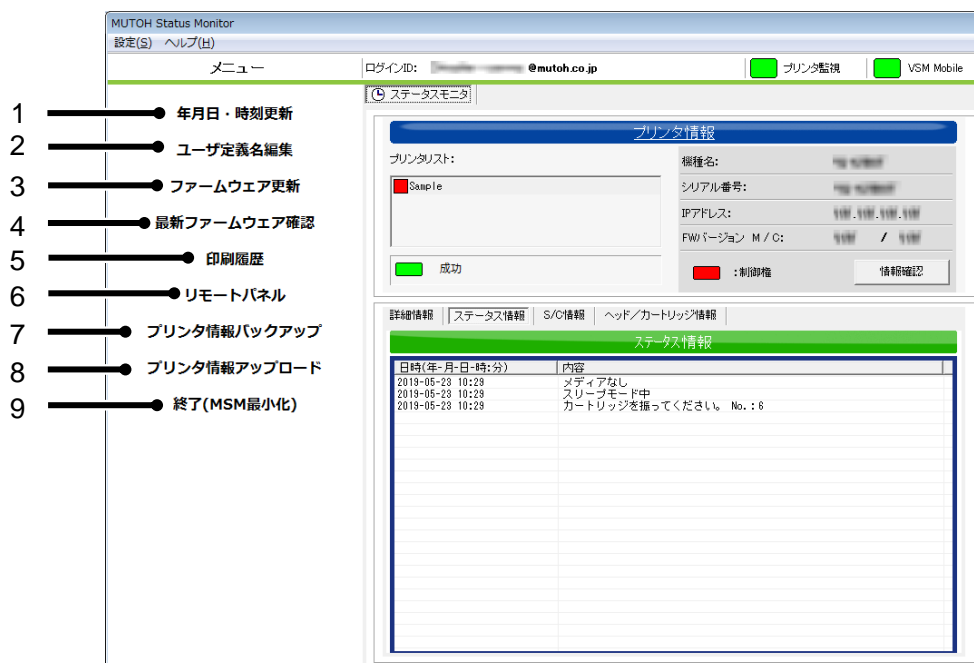 MUTOH Status Monitor
設定(S) ヘルプ(H)
メニュー
ログインID: @mutoh.co.jp
プリンタ監視
VSM Mobile
ステータスモニタ
1 年月日・時刻更新
2 ユーザ定義名編集
3 ファームウェア更新
4 最新ファームウェア確認
5 印刷履歴
6 リモートパネル
7 プリンタ情報バックアップ
8 プリンタ情報アップロード
9 終了(MSM最小化)
プリンタ情報
プリンタリスト:
Sample
成功
機種名:
シリアル番号:
IPアドレス:
FWバージョン M / C: /
:制御権
情報確認
詳細情報 ステータス情報 S/C情報 ヘッド/カートリッジ情報
ステータス情報
日時(年-月-日-時:分) 内容
2019-05-23 10:29 メディアなし
2019-05-23 10:29 スリープモード中
2019-05-23 10:29 カートリッジを振ってください。 No.:6